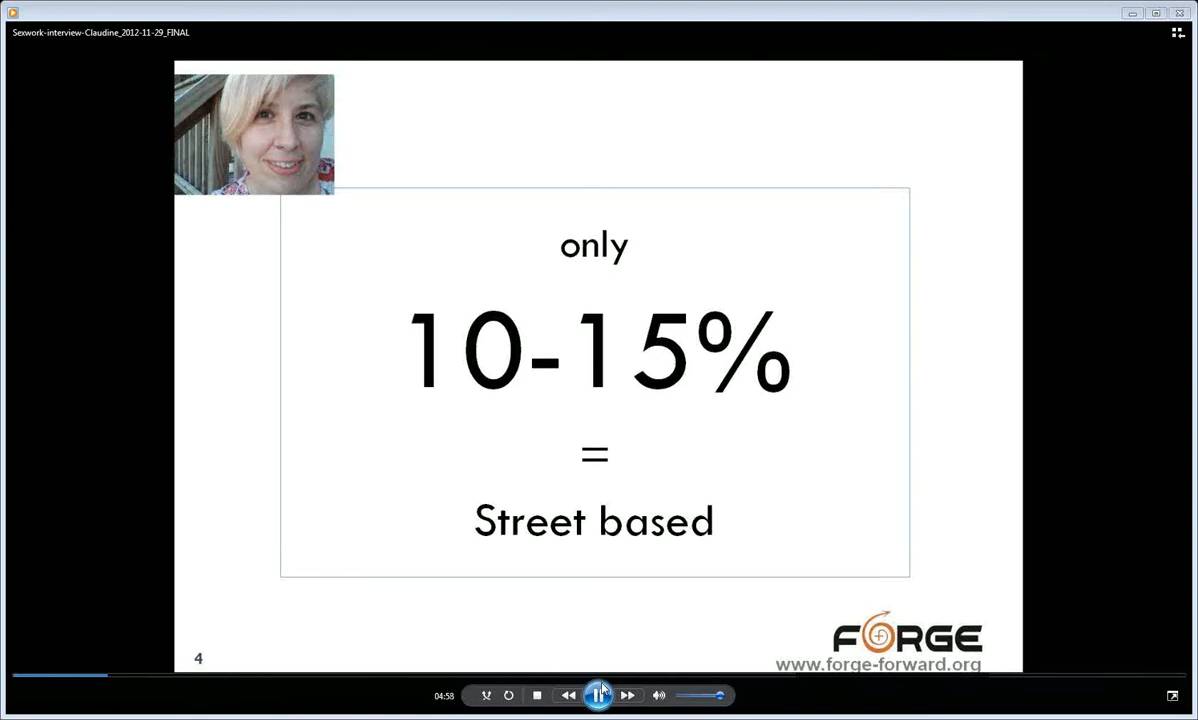 Sexwork-interview-Claudine_2012-11-29_FINAL
only
10-15%
=
Street based
FORGE
4
www.forge-forward.org
04:58